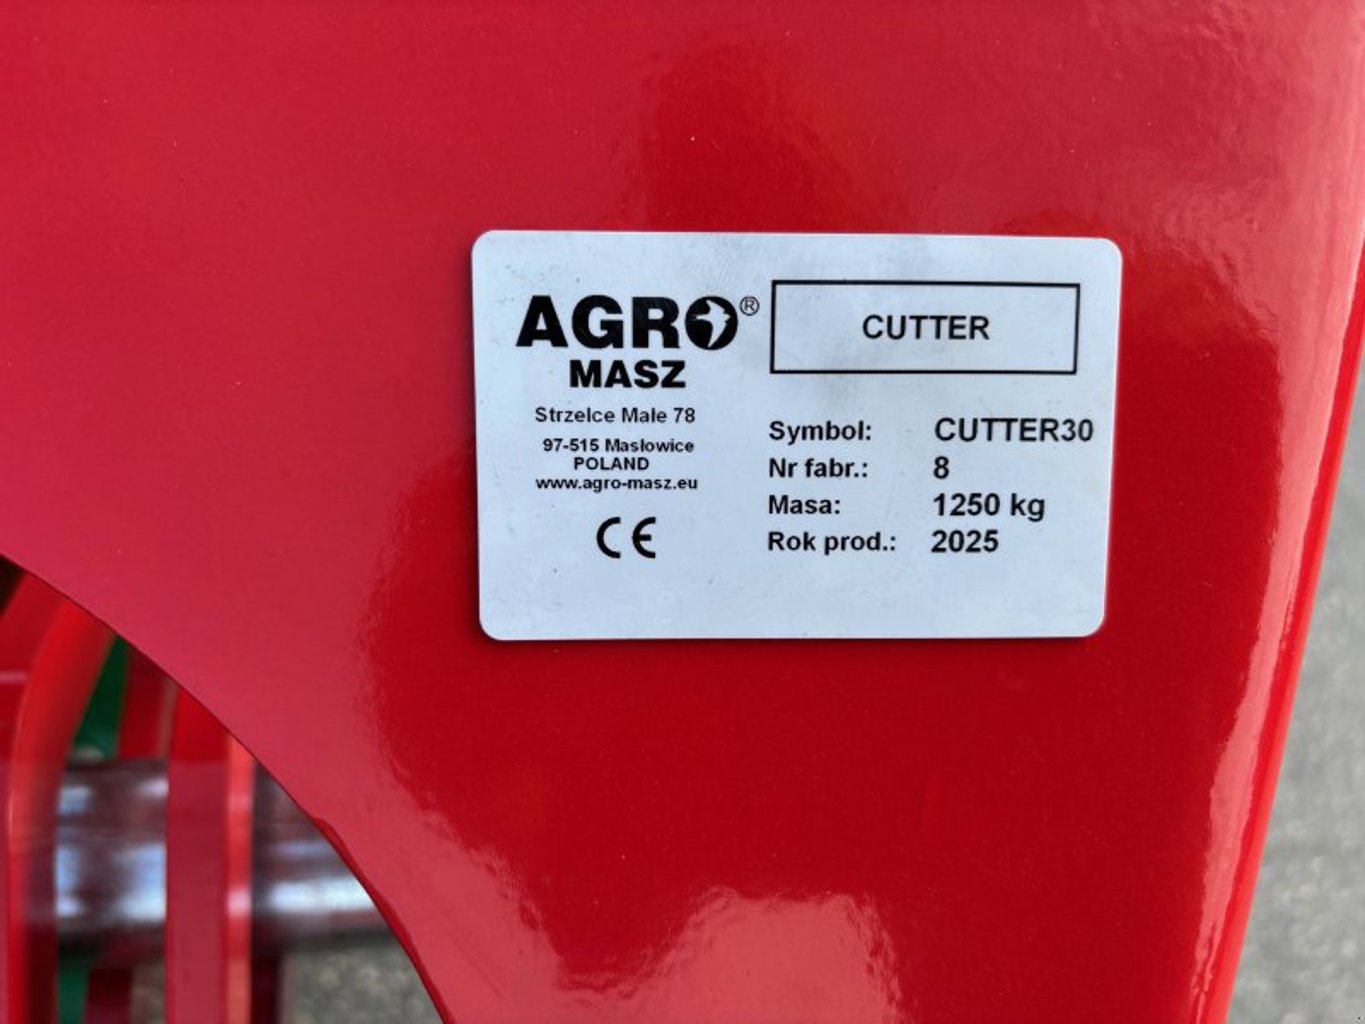 AGRO®
MASZ
Strzelce Małe 78
97-515 Masłowice
POLAND
www.agro-masz.eu
CE
CUTTER
Symbol: CUTTER30
Nr fabr.: 8
Masa: 1250 kg
Rok prod.: 2025